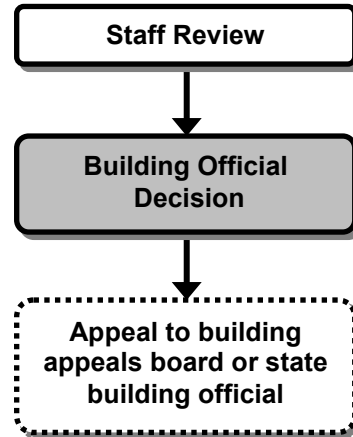 Staff Review
Building Official
Decision
Appeal to building
appeals board or state
building official